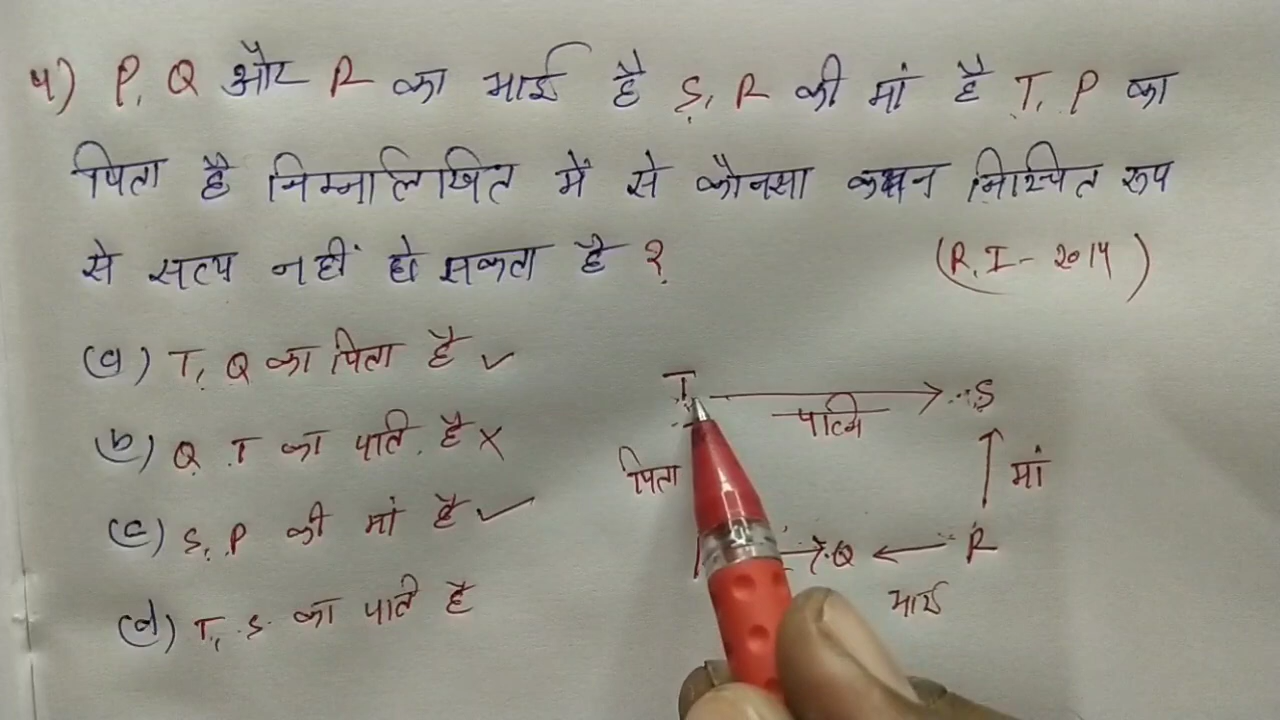 4) P, Q और R का भाई है S, R की मां है T, P का
पिता है निम्नलिखित में से कौनसा कथन निश्चित रूप
से सत्य नहीं हो सकता है ?
(R.I - 2014)
(a) T, Q का पिता है ✓
(b) Q T का पति है ✗
(c) S, P की मां है ✓
(d) T, S का पति है
T
S
पत्नि
पिता
मां
Q
R
भाई